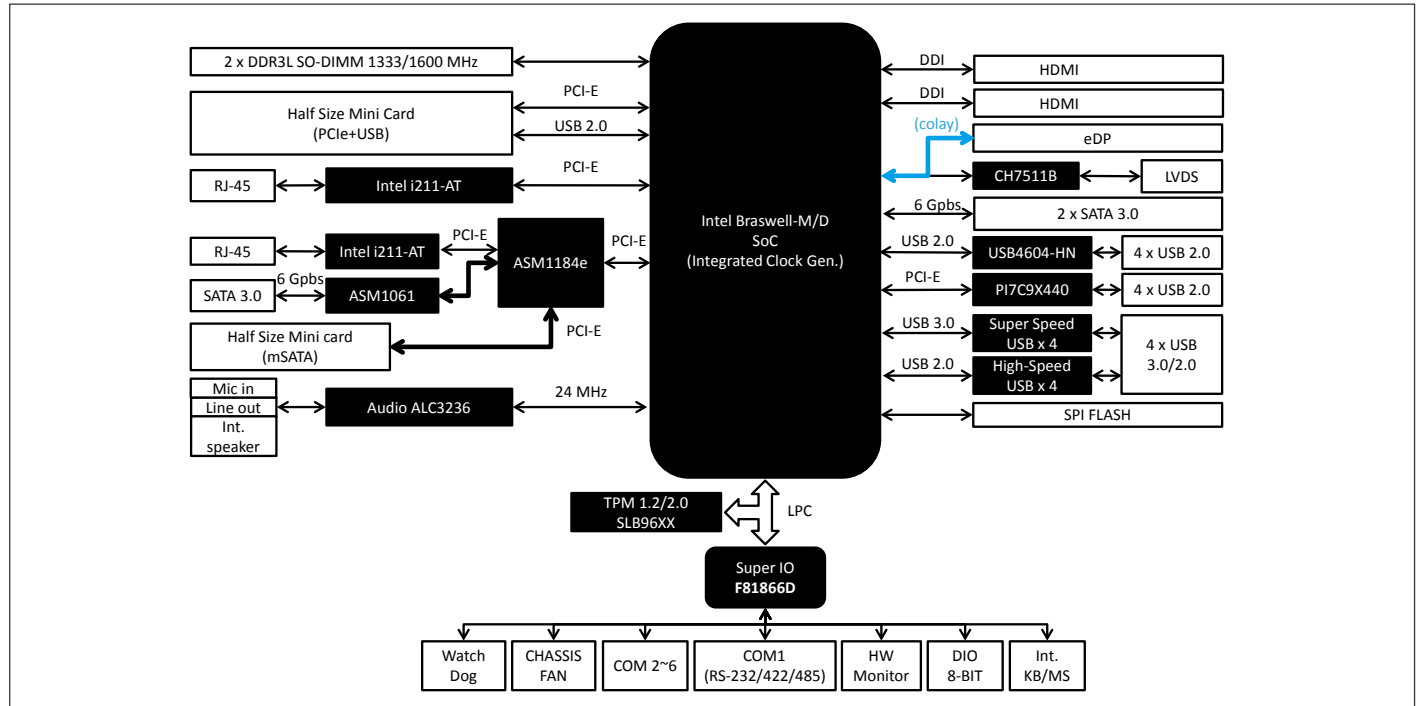 2 x DDR3L SO-DIMM 1333/1600 MHz
Half Size Mini Card
(PCIe+USB)
PCI-E
USB 2.0
RJ-45
Intel i211-AT
PCI-E
RJ-45
Intel i211-AT
PCI-E
ASM1184e
PCI-E
SATA 3.0
6 Gpbs
ASM1061
Half Size Mini card
(mSATA)
PCI-E
Mic in
Line out
Int.
speaker
Audio ALC3236
24 MHz
Intel Braswell-M/D
SoC
(Integrated Clock Gen.)
DDI
HDMI
DDI
HDMI
(colay)
eDP
CH7511B
LVDS
6 Gpbs
2 x SATA 3.0
USB 2.0
USB4604-HN
4 x USB 2.0
PCI-E
PI7C9X440
4 x USB 2.0
USB 3.0
Super Speed
USB x 4
USB 2.0
High-Speed
USB x 4
4 x USB
3.0/2.0
SPI FLASH
TPM 1.2/2.0
SLB96XX
LPC
Super IO
F81866D
Watch
Dog
CHASSIS
FAN
COM 2~6
COM1
(RS-232/422/485)
HW
Monitor
DIO
8-BIT
Int.
KB/MS